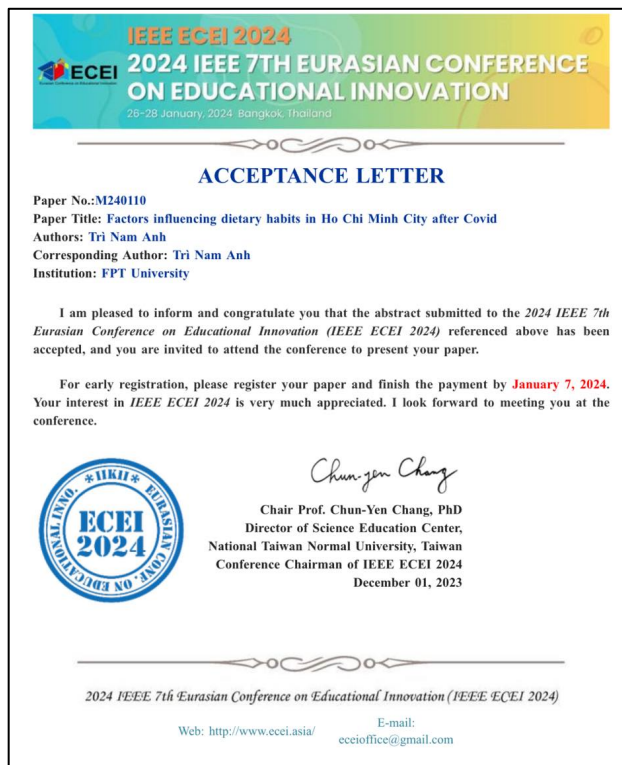 IEEE ECEI 2024
2024 IEEE 7TH EURASIAN CONFERENCE
ON EDUCATIONAL INNOVATION
26-28 January, 2024 Bangkok, Thailand
ECEI
Eurasian Conference on Educational Innovation
ACCEPTANCE LETTER
Paper No.:M240110
Paper Title: Factors influencing dietary habits in Ho Chi Minh City after Covid
Authors: Trì Nam Anh
Corresponding Author: Trì Nam Anh
Institution: FPT University
I am pleased to inform and congratulate you that the abstract submitted to the 2024 IEEE 7th
Eurasian Conference on Educational Innovation (IEEE ECEI 2024) referenced above has been
accepted, and you are invited to attend the conference to present your paper.
For early registration, please register your paper and finish the payment by January 7, 2024.
Your interest in IEEE ECEI 2024 is very much appreciated. I look forward to meeting you at the
conference.
*IIKII*
EURASIAN CONF. ON EDUCATIONAL INNO.
ECEI
2024
Chun-yen Chang
Chair Prof. Chun-Yen Chang, PhD
Director of Science Education Center,
National Taiwan Normal University, Taiwan
Conference Chairman of IEEE ECEI 2024
December 01, 2023
2024 IEEE 7th Eurasian Conference on Educational Innovation (IEEE ECEI 2024)
Web: http://www.ecei.asia/
E-mail:
eceioffice@gmail.com